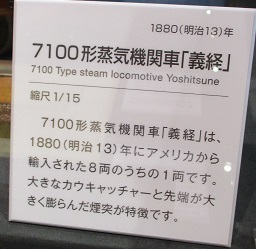 1880(明治13)年
7100形蒸気機関車「義経」
7100 Type steam locomotive Yoshitsune
縮尺1/15
7100形蒸気機関車「義経」は、
1880(明治13)年にアメリカから
輸入された8両のうちの1両です。
大きなカウキャッチャーと先端が大
きく膨らんだ煙突が特徴です。